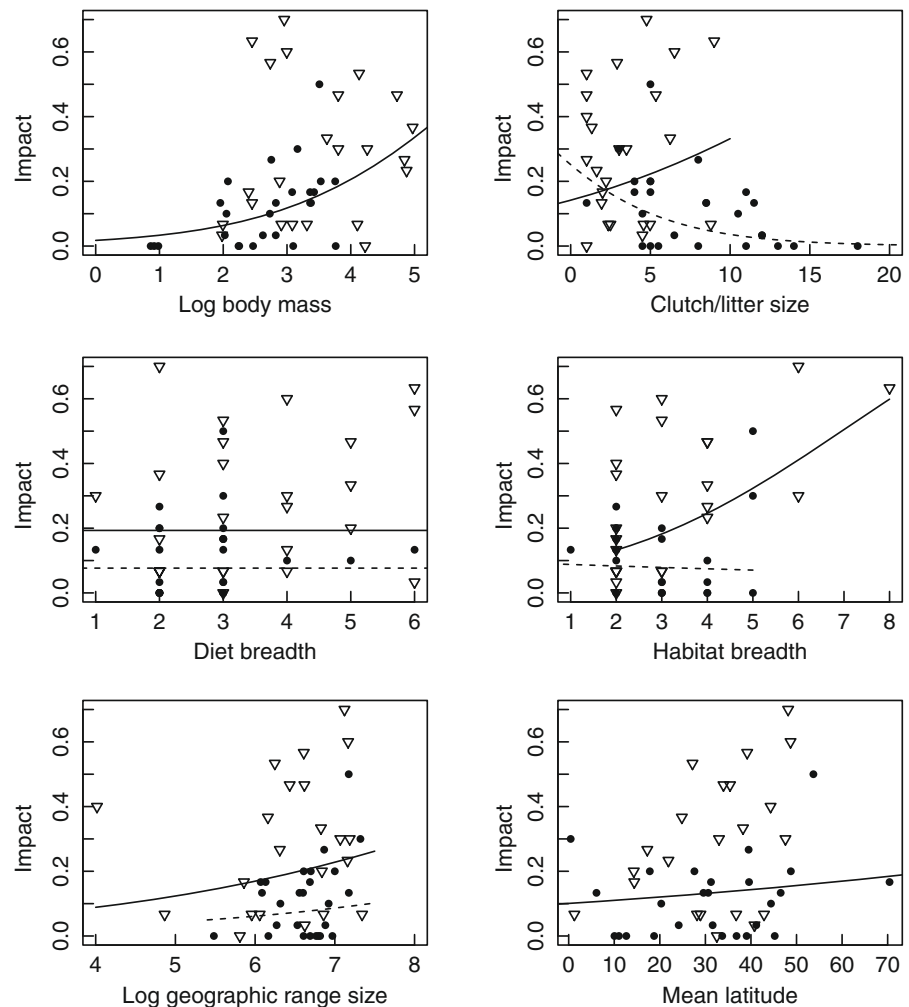 Impact
0.0 0.2 0.4 0.6
0 1 2 3 4 5
Log body mass
Impact
0.0 0.2 0.4 0.6
0 5 10 15 20
Clutch/litter size
Impact
0.0 0.2 0.4 0.6
1 2 3 4 5 6
Diet breadth
Impact
0.0 0.2 0.4 0.6
1 2 3 4 5 6 7 8
Habitat breadth
Impact
0.0 0.2 0.4 0.6
4 5 6 7 8
Log geographic range size
Impact
0.0 0.2 0.4 0.6
0 10 20 30 40 50 60 70
Mean latitude